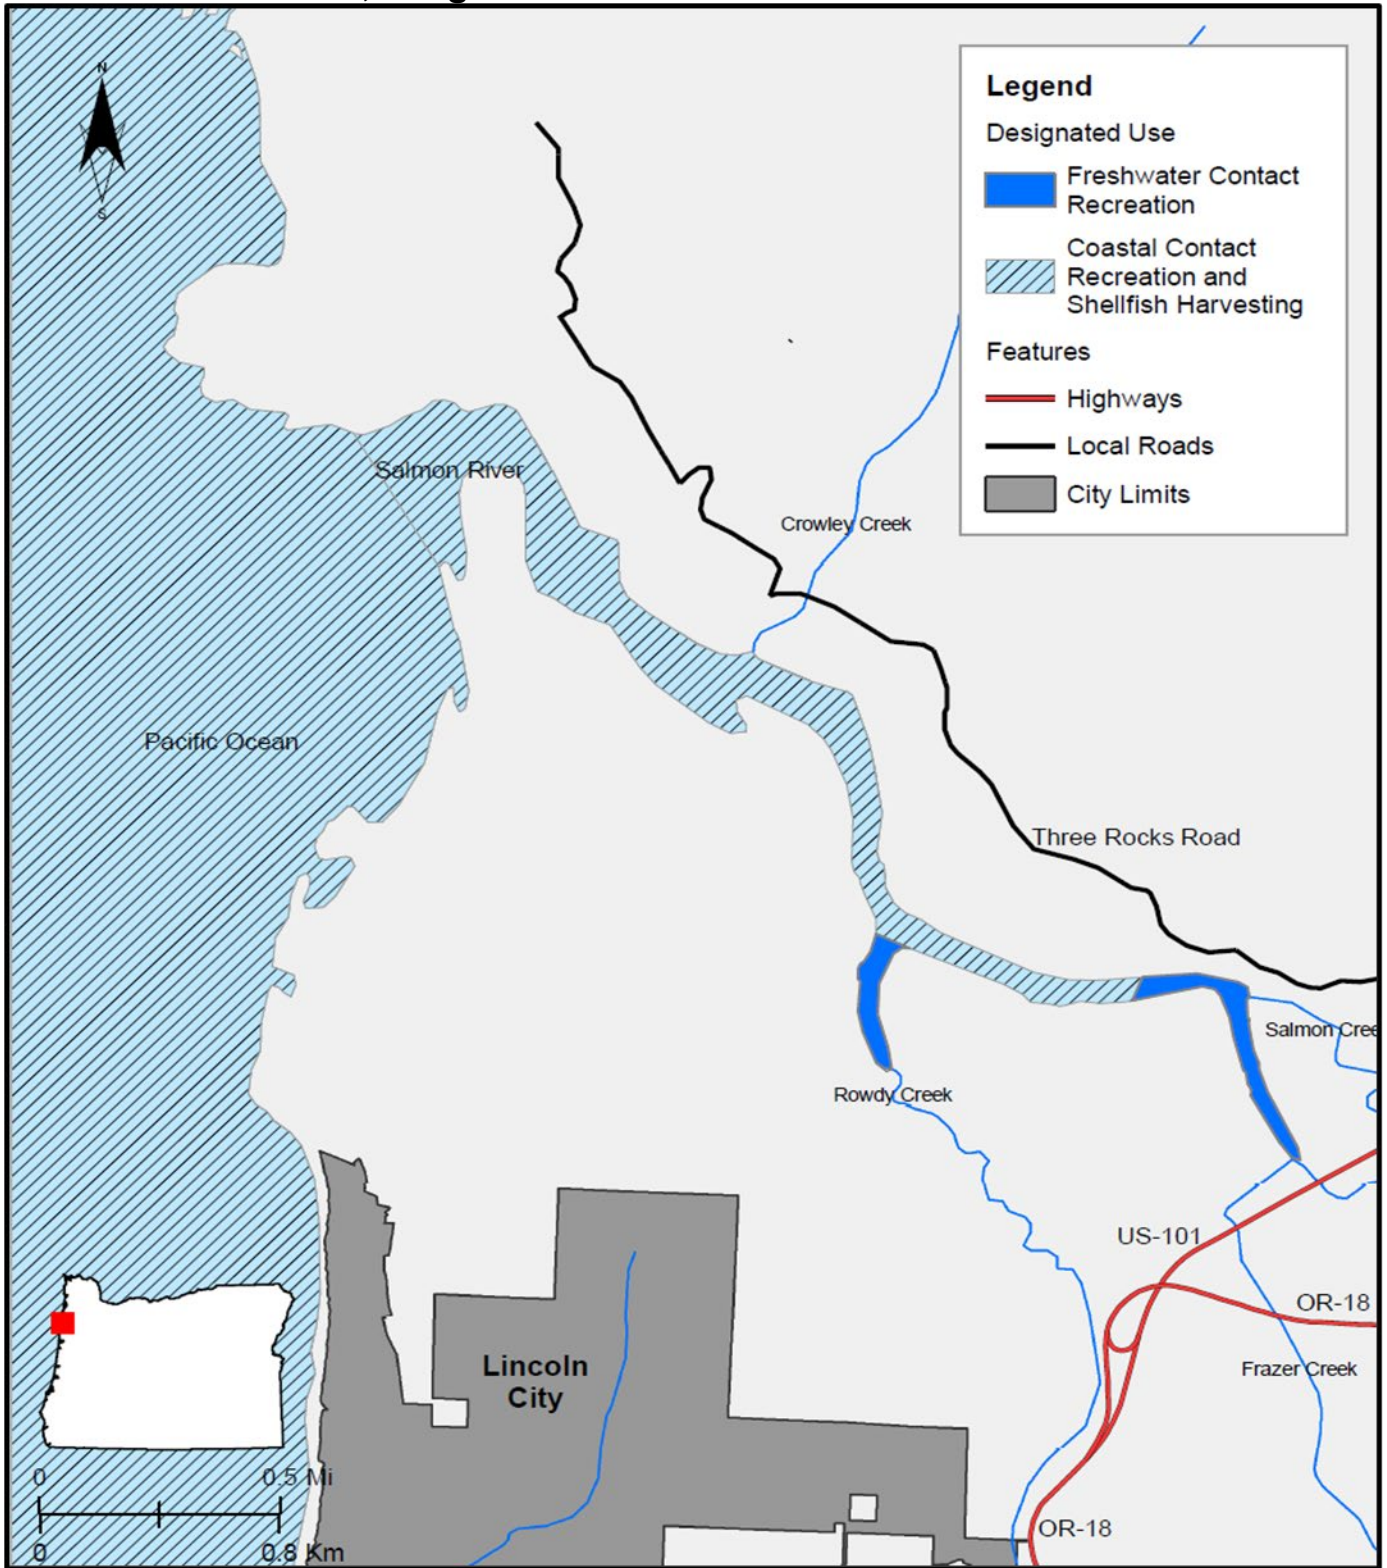 N
S
Legend
Designated Use
Freshwater Contact
Recreation
Coastal Contact
Recreation and
Shellfish Harvesting
Features
Highways
Local Roads
City Limits
Salmon River
Crowley Creek
Pacific Ocean
Three Rocks Road
Salmon Cree
Rowdy Creek
US-101
OR-18
Frazer Creek
Lincoln
City
0
0.5 Mi
0
0.8 Km
OR-18